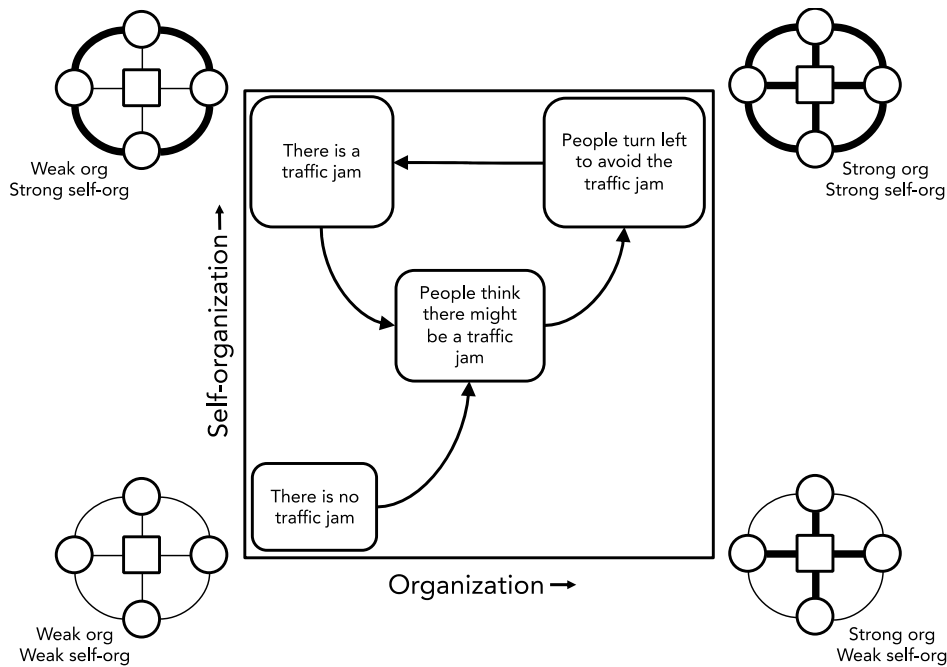 There is a
traffic jam
People turn left
to avoid the
traffic jam
Weak org
Strong self-org
Strong org
Strong self-org
Self-organization →
People think
there might
be a traffic
jam
There is no
traffic jam
Organization →
Weak org
Weak self-org
Strong org
Weak self-org